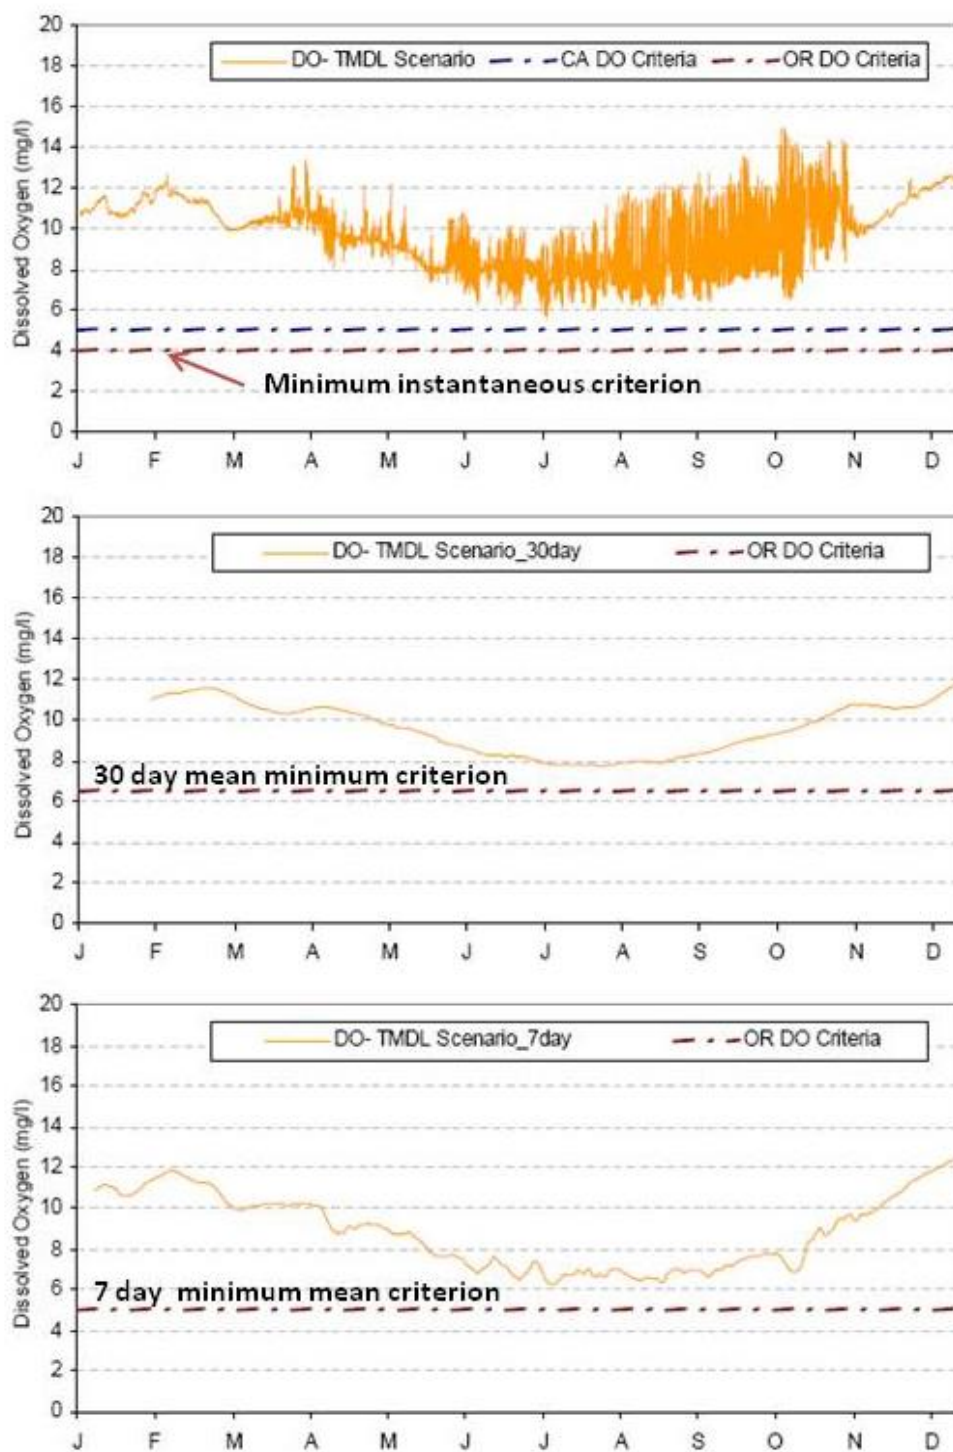 20
18
16
14
12
10
8
6
4
2
0
Dissolved Oxygen (mg/l)
DO- TMDL Scenario CA DO Criteria OR DO Criteria
Minimum instantaneous criterion
J F M A M J J A S O N D
20
18
16
14
12
10
8
6
4
2
0
Dissolved Oxygen (mg/l)
DO- TMDL Scenario_30day OR DO Criteria
30 day mean minimum criterion
J F M A M J J A S O N D
20
18
16
14
12
10
8
6
4
2
0
Dissolved Oxygen (mg/l)
DO- TMDL Scenario_7day OR DO Criteria
7 day minimum mean criterion
J F M A M J J A S O N D